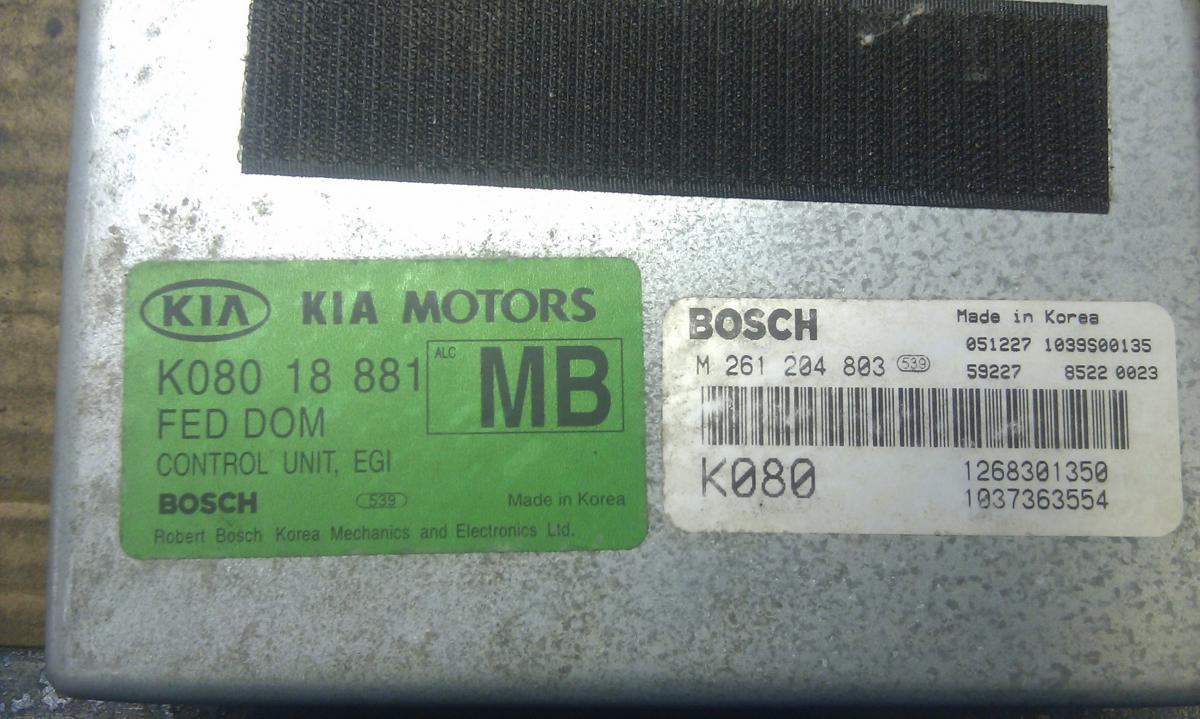 KIA KIA MOTORS
K080 18 881
ALC
MB
FED DOM
CONTROL UNIT, EGI
BOSCH 539 Made in Korea
Robert Bosch Korea Mechanics and Electronics Ltd.
BOSCH Made in Korea
051227 1039S00135
M 261 204 803 539
59227 8522 0023
K080 1268301350
1037363554